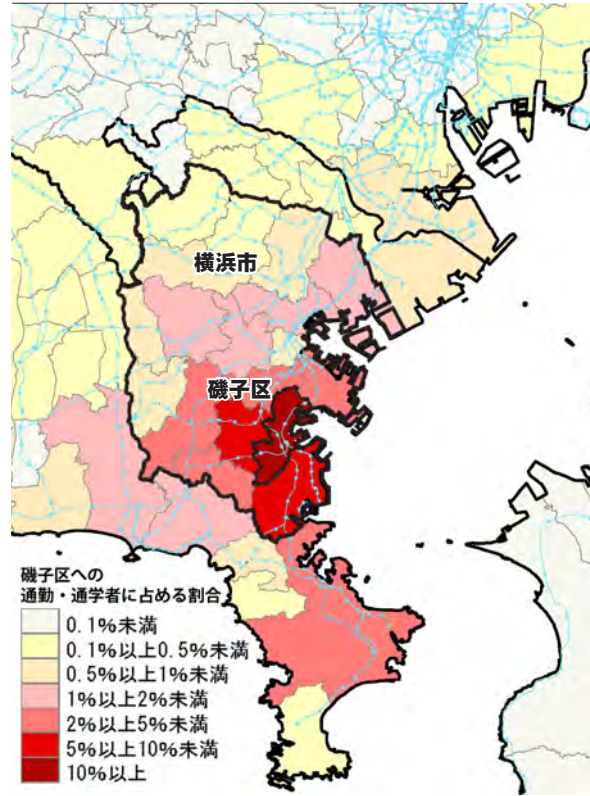 横浜市
磯子区
磯子区への
通勤・通学者に占める割合
0.1%未満
0.1%以上0.5%未満
0.5%以上1%未満
1%以上2%未満
2%以上5%未満
5%以上10%未満
10%以上